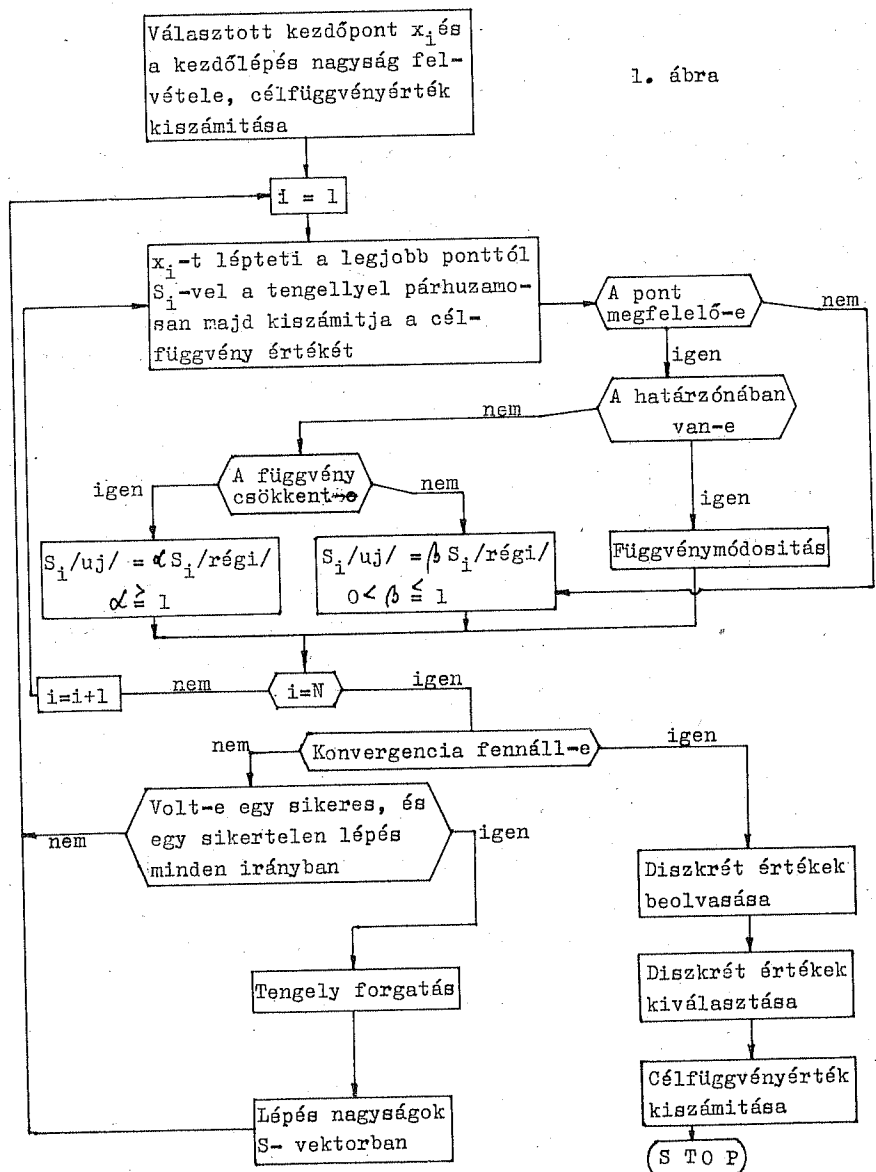 Választott kezdőpont x_i és
a kezdőlépés nagyság fel-
vétele, célfüggvényérték
kiszámitása
1. ábra
i = 1
x_i-t lépteti a legjobb ponttól
S_i-vel a tengellyel párhuzamo-
san majd kiszámitja a cél-
függvény értékét
A pont
megfelelő-e
nem
igen
A határzónában
van-e
nem
igen
A függvény
csökkent-e
igen
nem
S_i/uj/ = α S_i/régi/
α ≧ 1
S_i/uj/ = β S_i/régi/
0 < β ≦ 1
Függvénymódositás
i=i+1
nem
i=N
igen
nem
Konvergencia fennáll-e
igen
Volt-e egy sikeres, és
egy sikertelen lépés
minden irányban
nem
igen
Diszkrét értékek
beolvasása
Tengely forgatás
Diszkrét értékek
kiválasztása
Lépés nagyságok
S- vektorban
Célfüggvényérték
kiszámitása
S T O P